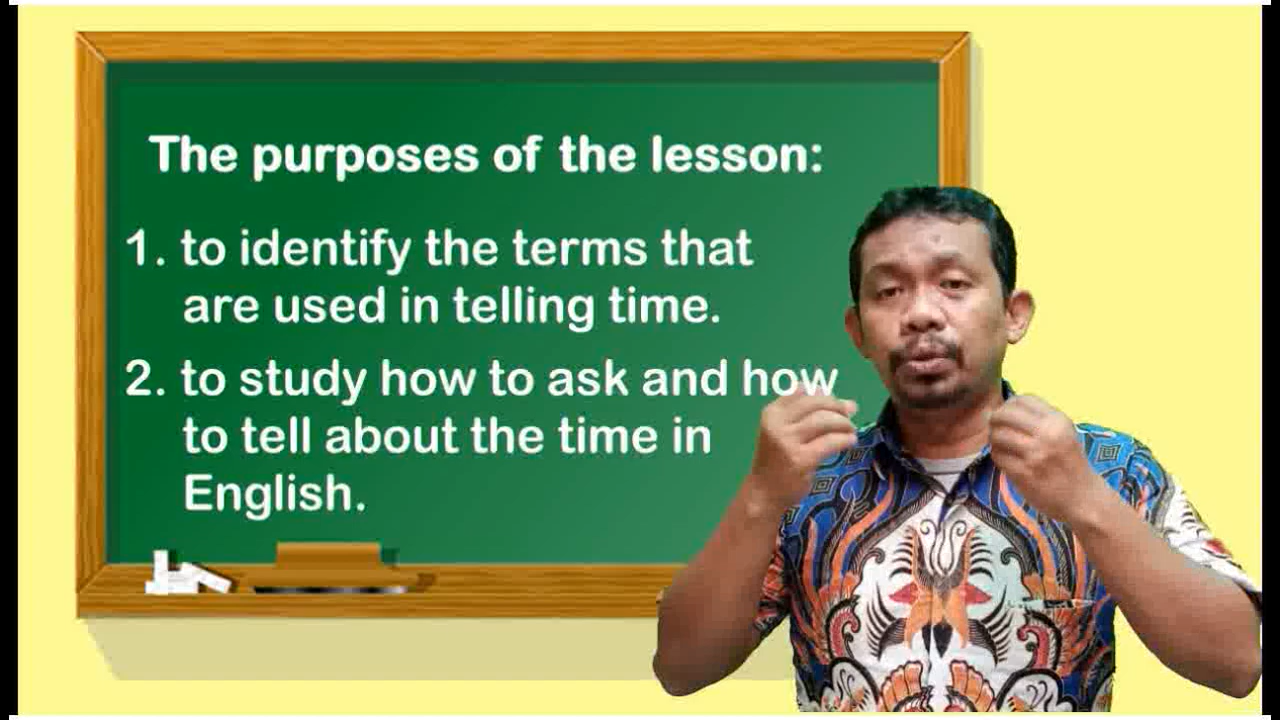 The purposes of the lesson:
1. to identify the terms that
are used in telling time.
2. to study how to ask and how
to tell about the time in
English.